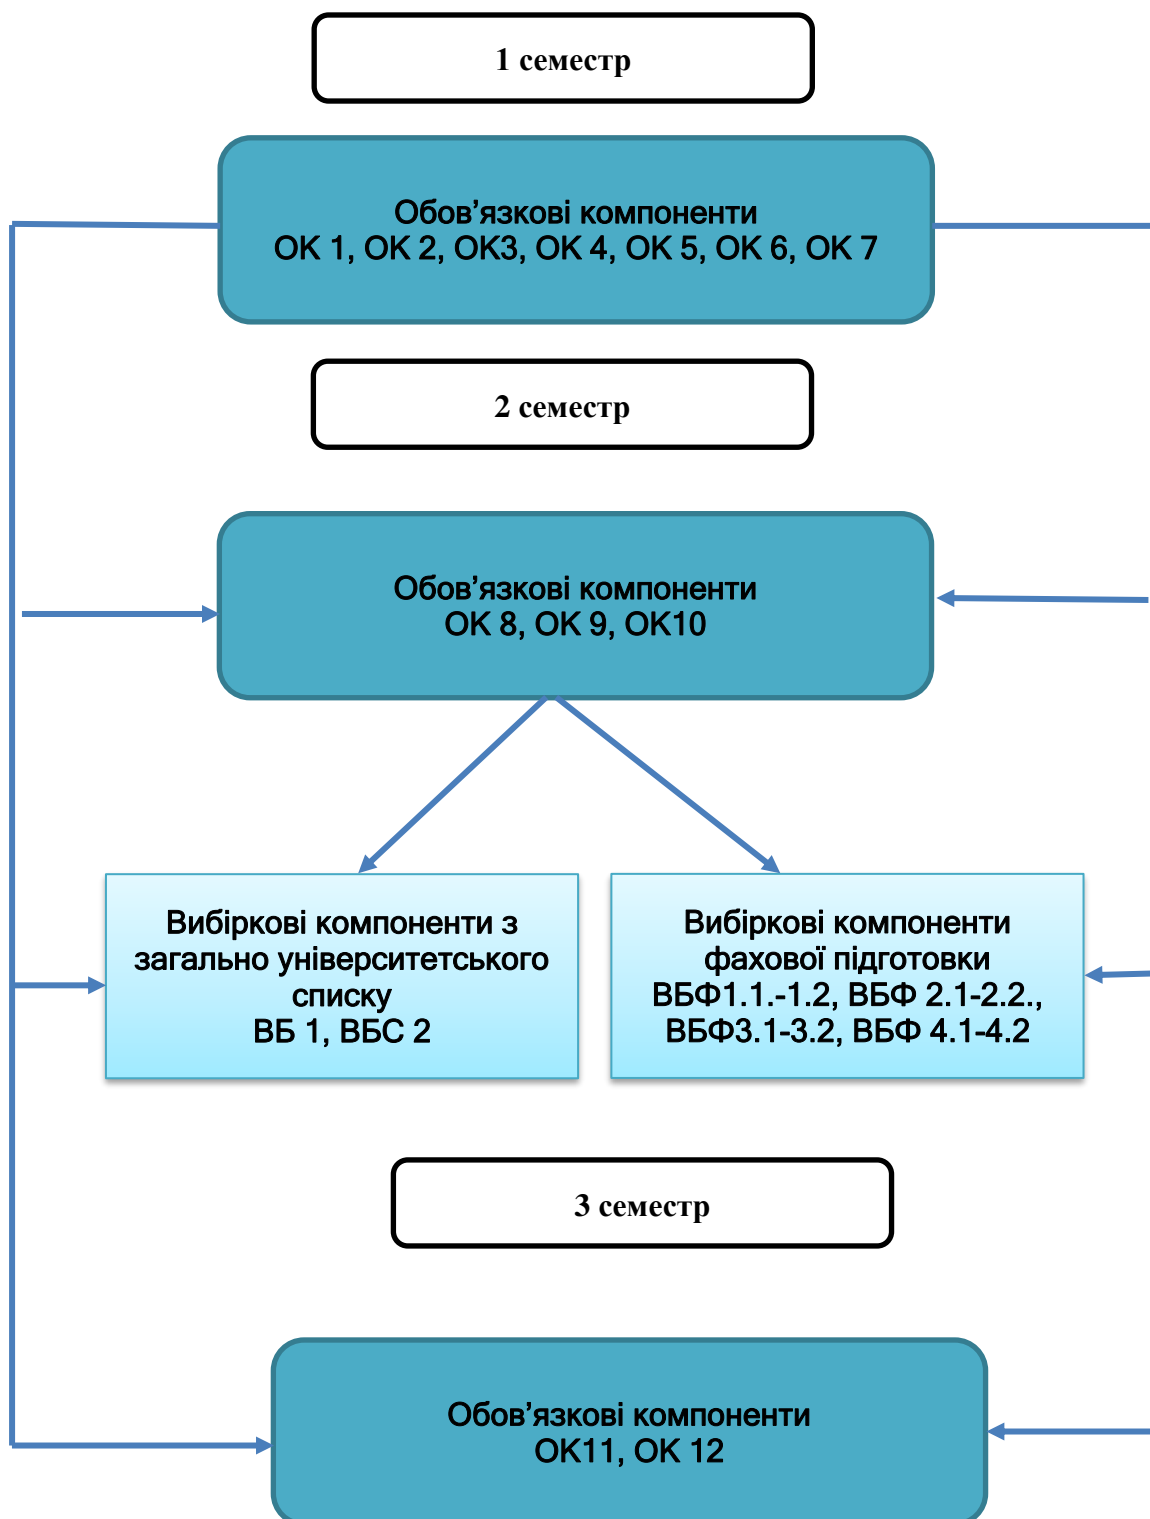 1 семестр
Обов’язкові компоненти
ОК 1, ОК 2, ОК3, ОК 4, ОК 5, ОК 6, ОК 7
2 семестр
Обов’язкові компоненти
ОК 8, ОК 9, ОК10
Вибіркові компоненти з
загально університетського
списку
ВБ 1, ВБС 2
Вибіркові компоненти
фахової підготовки
ВБФ1.1.-1.2, ВБФ 2.1-2.2.,
ВБФ3.1-3.2, ВБФ 4.1-4.2
3 семестр
Обов’язкові компоненти
ОК11, ОК 12